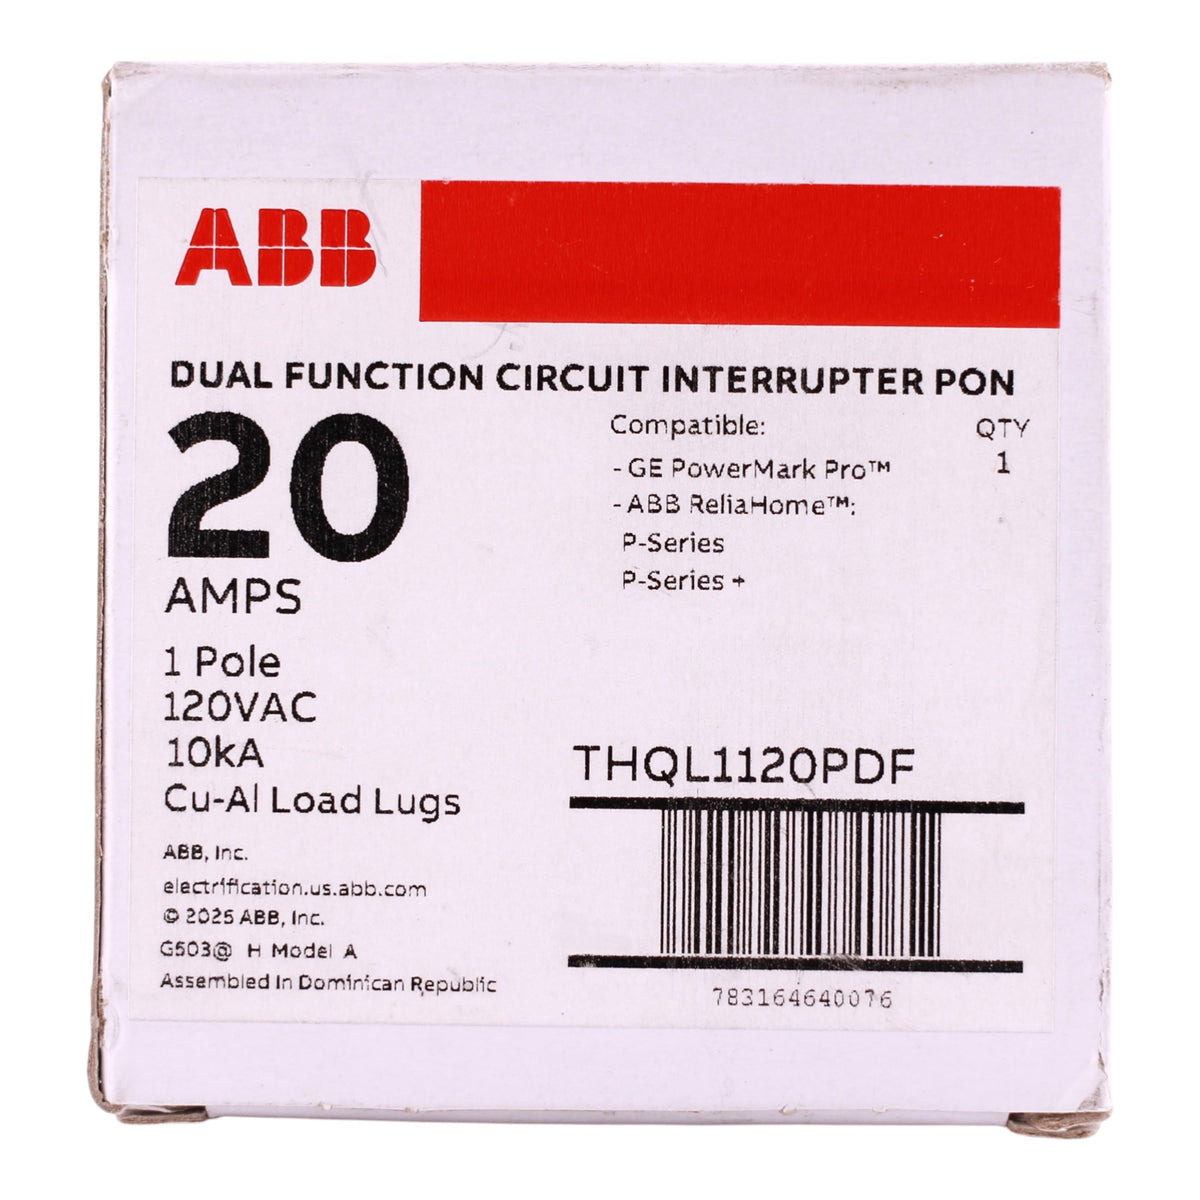 ABB
DUAL FUNCTION CIRCUIT INTERRUPTER PON
20
AMPS
1 Pole
120VAC
10kA
Cu-Al Load Lugs
Compatible:
- GE PowerMark Pro™
- ABB ReliaHome™:
P-Series
P-Series +
QTY
1
THQL1120PDF
783164640076
ABB, Inc.
electrification.us.abb.com
© 2025 ABB, Inc.
G503@ H Model A
Assembled in Dominican Republic